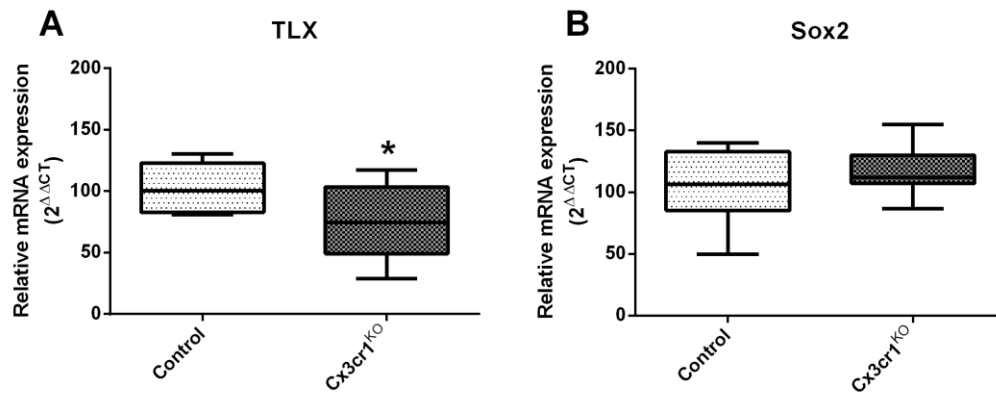 A
TLX
Relative mRNA expression
(2^ΔΔCT)
200
150
100
50
0
*
Control
Cx3cr1^KO
B
Sox2
Relative mRNA expression
(2^ΔΔCT)
200
150
100
50
0
Control
Cx3cr1^KO